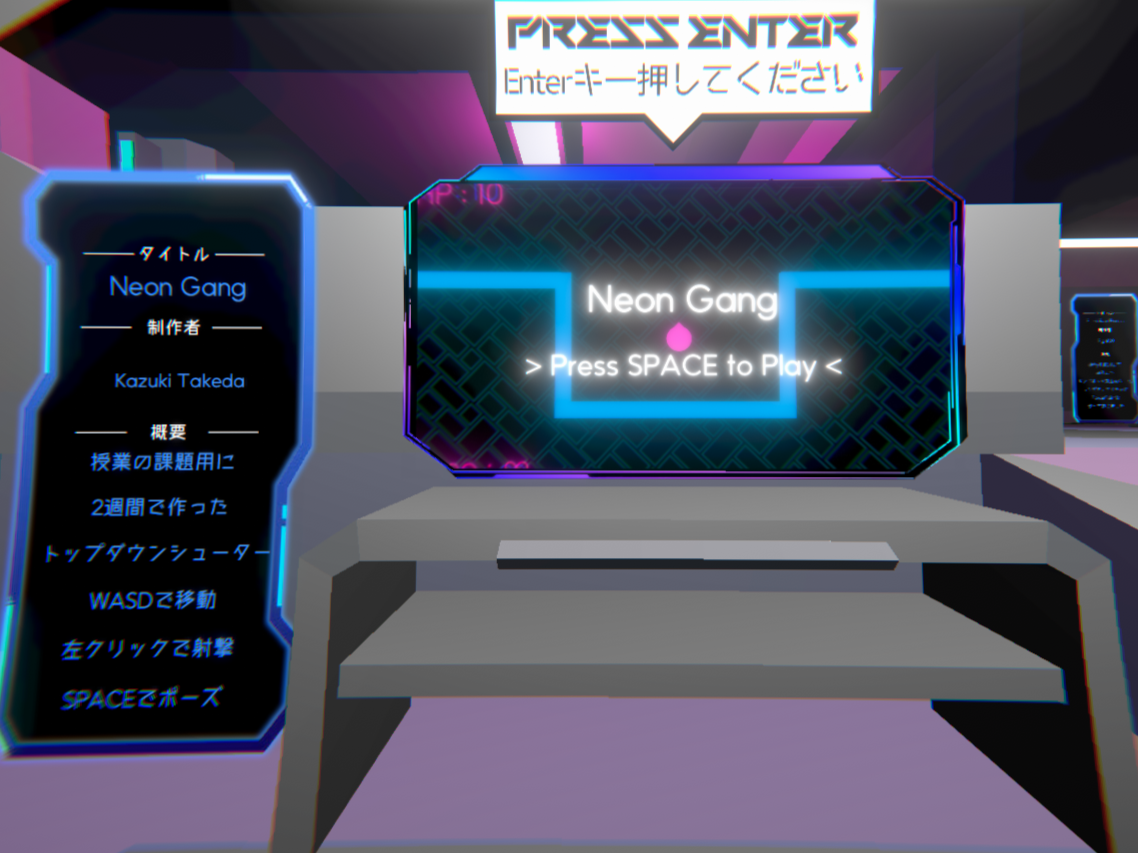 PRESS ENTER
Enterキー押してください
タイトル
Neon Gang
制作者
Kazuki Takeda
概要
授業の課題用に
2週間で作った
トップダウンシューター
WASDで移動
左クリックで射撃
SPACEでポーズ
HP : 10
Neon Gang
> Press SPACE to Play <